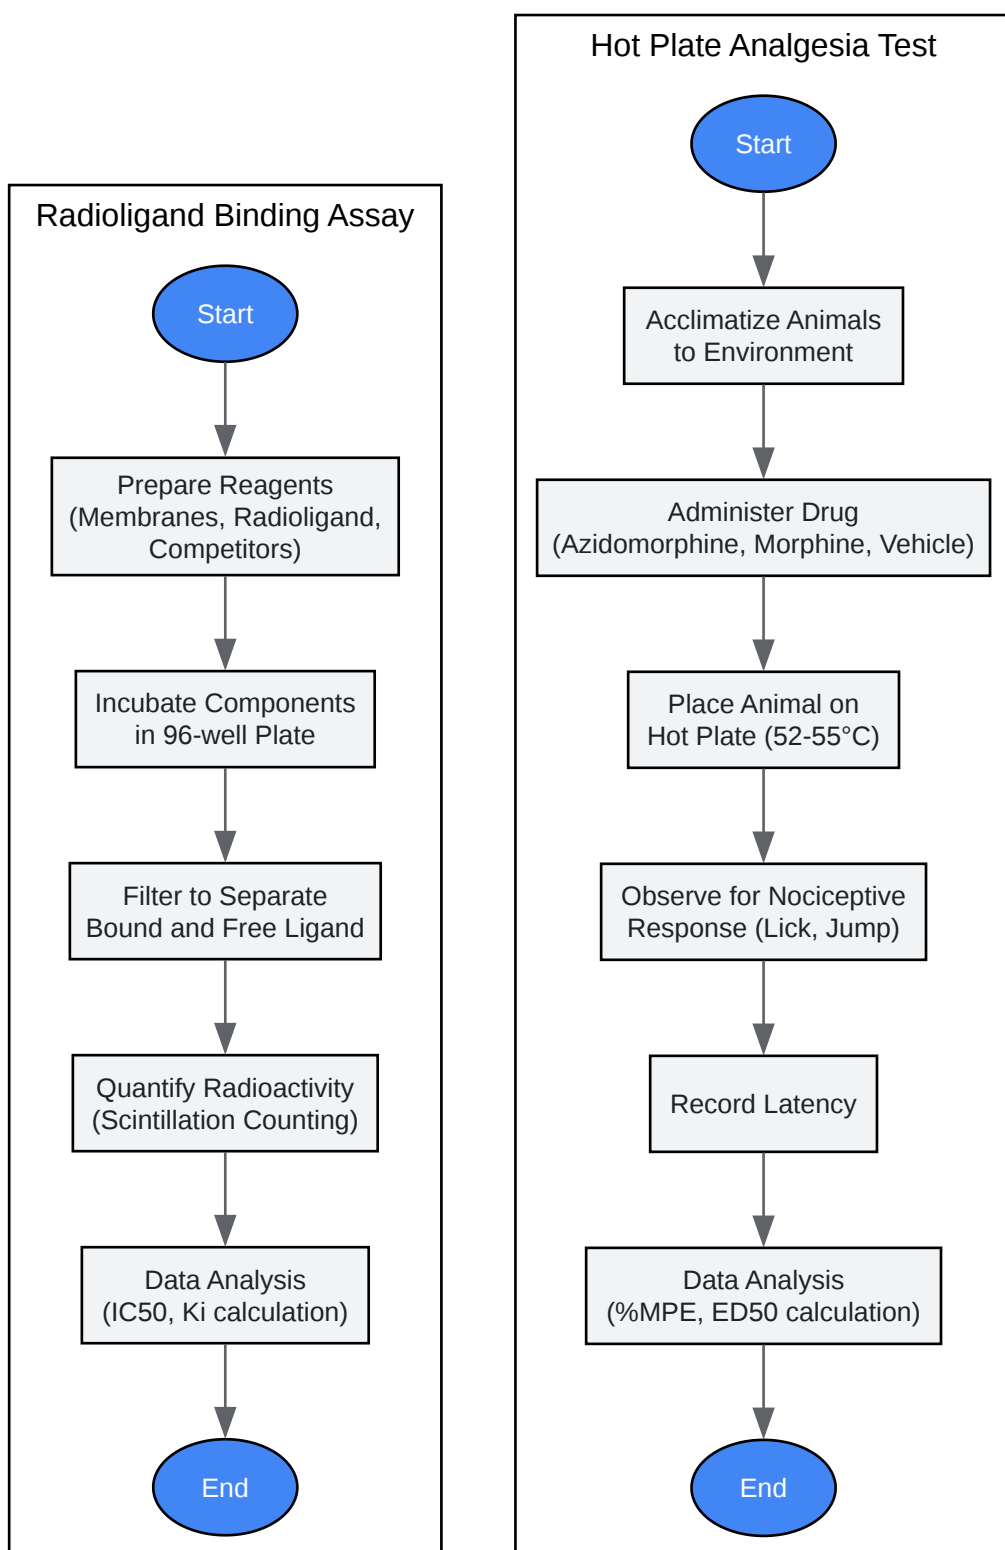 Radioligand Binding Assay
Start
Prepare Reagents
(Membranes, Radioligand,
Competitors)
Incubate Components
in 96-well Plate
Filter to Separate
Bound and Free Ligand
Quantify Radioactivity
(Scintillation Counting)
Data Analysis
(IC50, Ki calculation)
End
Hot Plate Analgesia Test
Start
Acclimatize Animals
to Environment
Administer Drug
(Azidomorphine, Morphine, Vehicle)
Place Animal on
Hot Plate (52-55°C)
Observe for Nociceptive
Response (Lick, Jump)
Record Latency
Data Analysis
(%MPE, ED50 calculation)
End